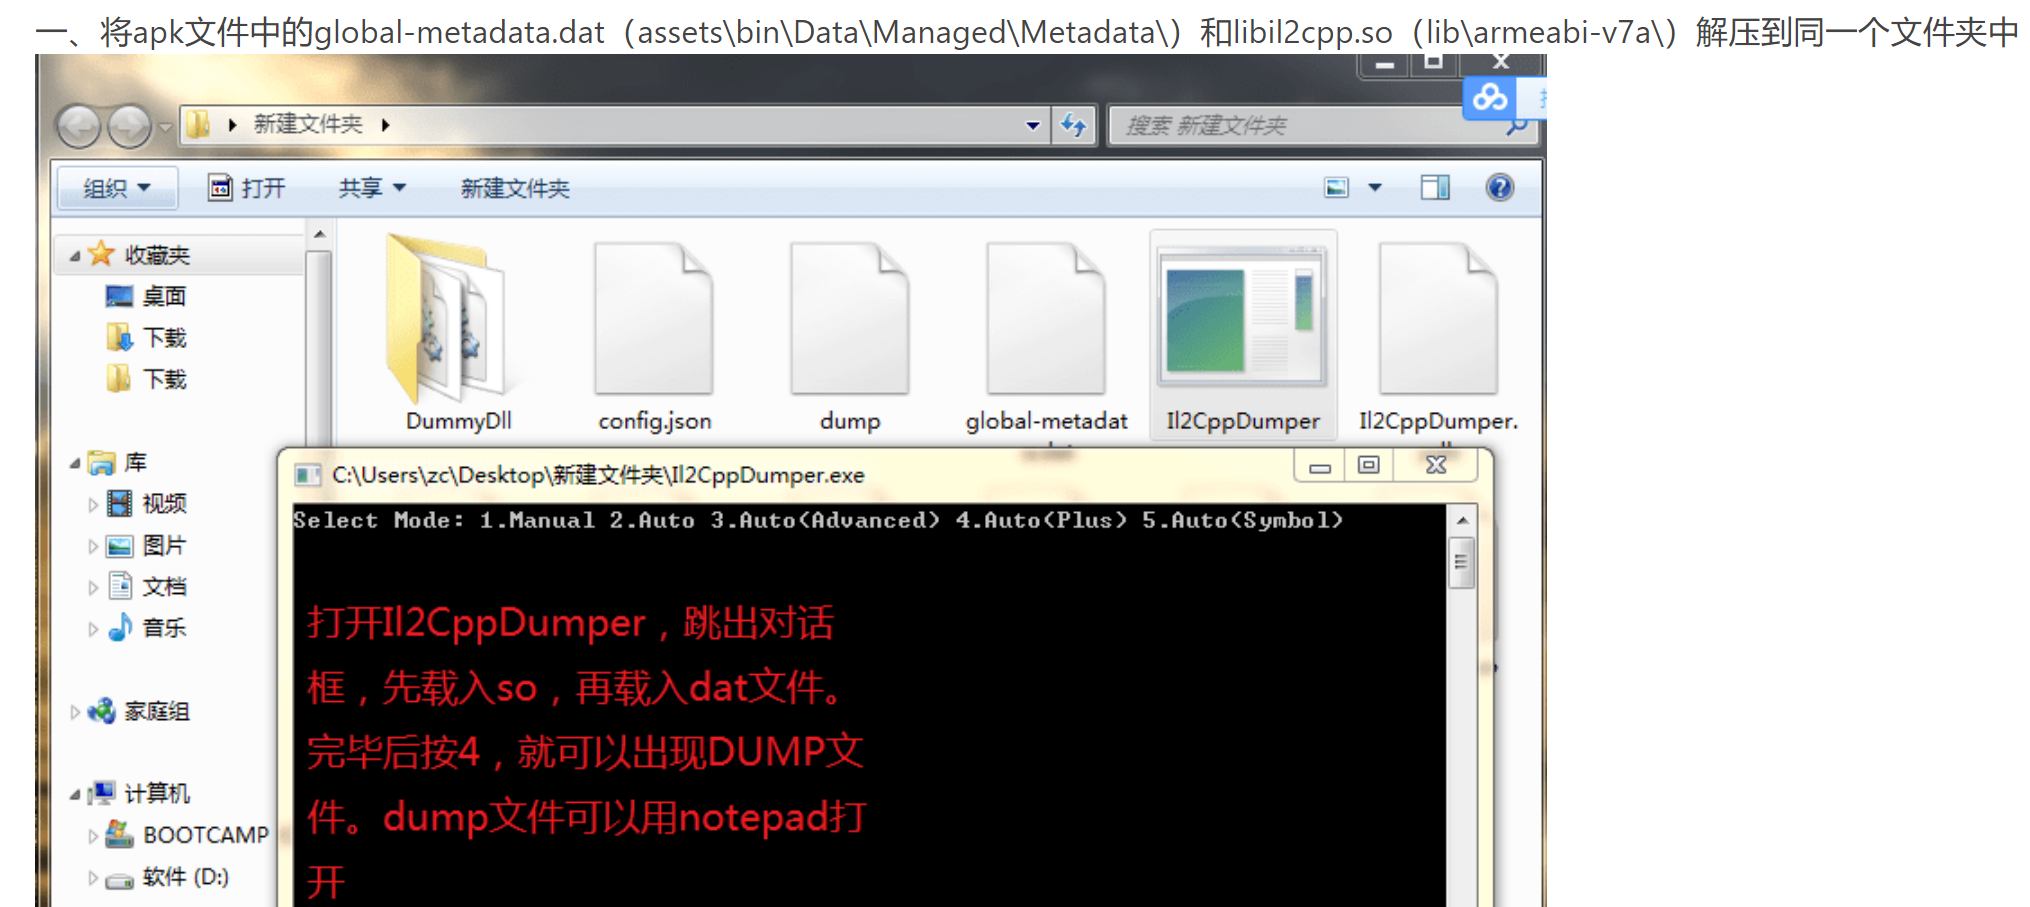 一、将apk文件中的global-metadata.dat（assets\bin\Data\Managed\Metadata\）和libil2cpp.so（lib\armeabi-v7a\）解压到同一个文件夹中
新建文件夹
搜索 新建文件夹
组织
打开
共享
新建文件夹
收藏夹
桌面
下载
下载
库
视频
图片
文档
音乐
家庭组
计算机
BOOTCAMP
软件 (D:)
DummyDll
config.json
dump
global-metadat
Il2CppDumper
Il2CppDumper.
C:\Users\zc\Desktop\新建文件夹\Il2CppDumper.exe
Select Mode: 1.Manual 2.Auto 3.Auto(Advanced) 4.Auto(Plus) 5.Auto(Symbol)
打开Il2CppDumper，跳出对话
框，先载入so，再载入dat文件。
完毕后按4，就可以出现DUMP文
件。dump文件可以用notepad打
开